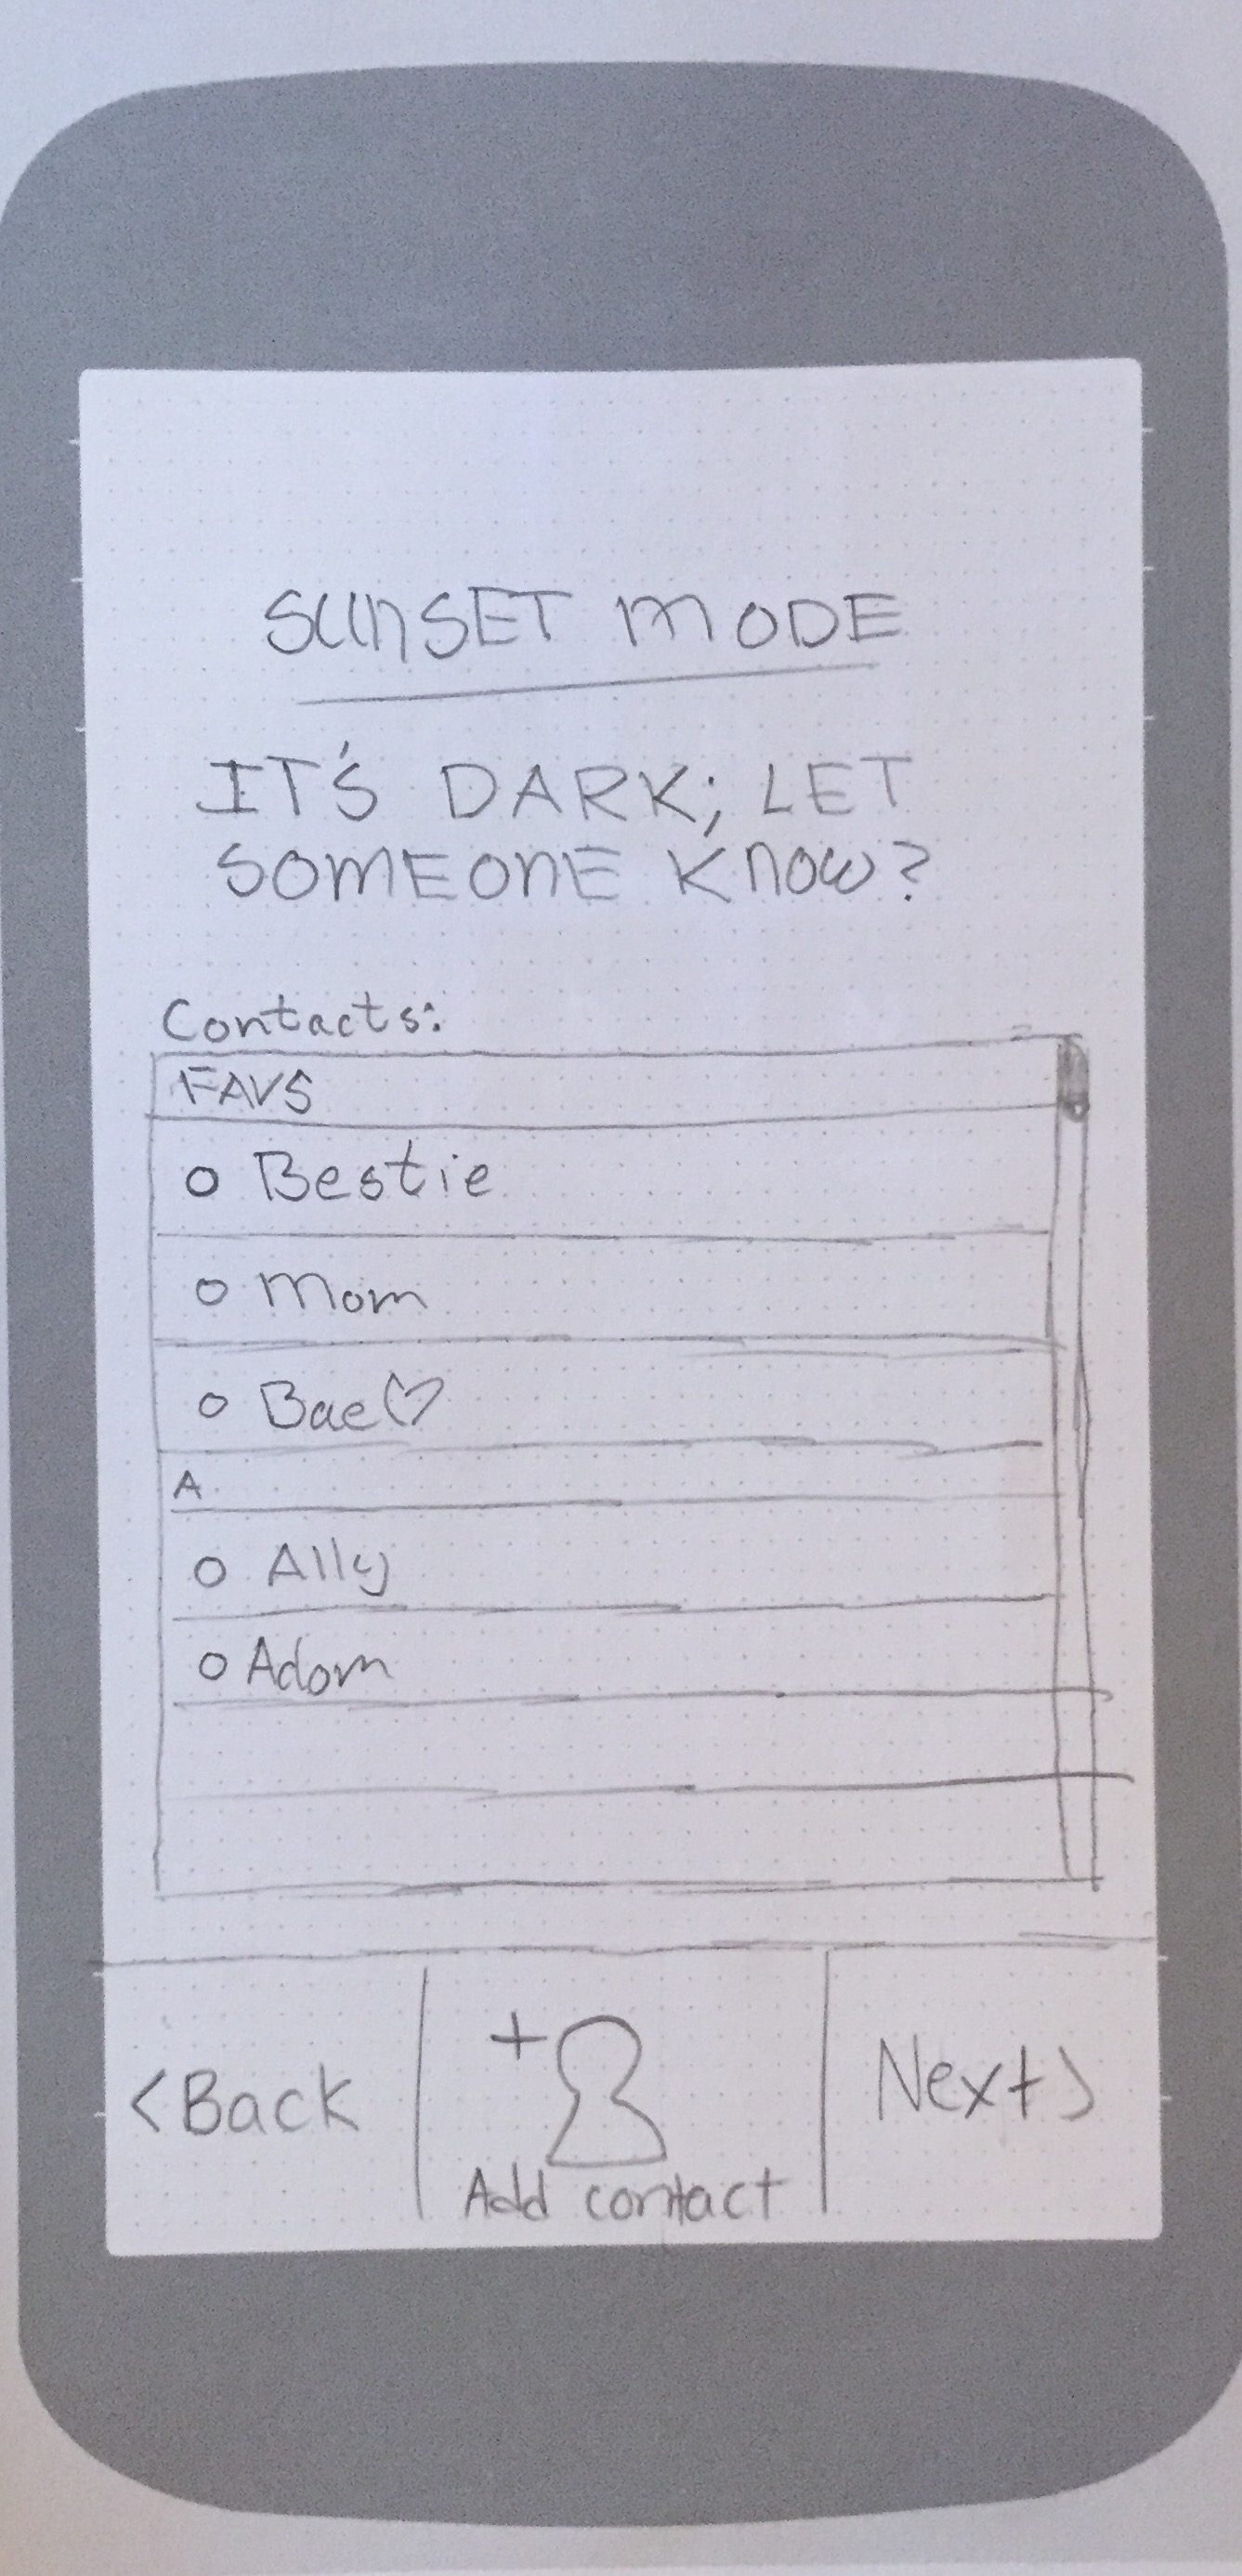 SUNSET MODE
IT'S DARK; LET
SOMEONE KNOW?
Contacts:
FAVS
Bestie
Mom
Bae♡
A
Ally
Adam
<Back
+
Add contact
Next>